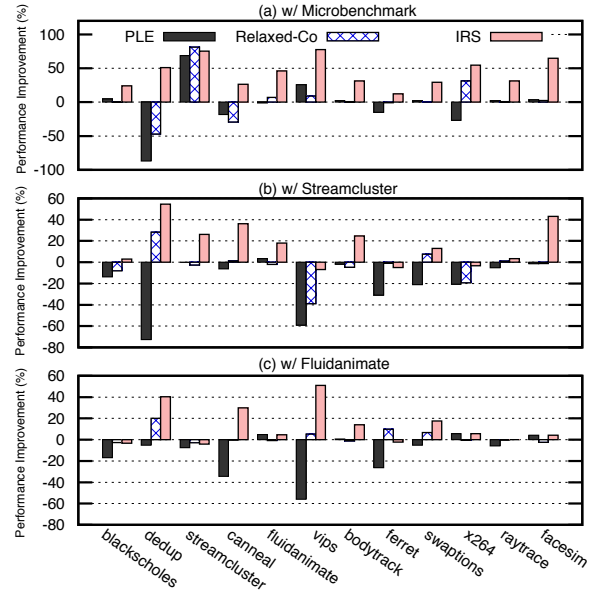 (a) w/ Microbenchmark
Performance Improvement (%)
100
50
0
-50
-100
PLE
Relaxed-Co
IRS
(b) w/ Streamcluster
Performance Improvement (%)
60
40
20
0
-20
-40
-60
-80
(c) w/ Fluidanimate
Performance Improvement (%)
60
40
20
0
-20
-40
-60
-80
blackscholes
dedup
streamcluster
canneal
fluidanimate
vips
bodytrack
ferret
swaptions
x264
raytrace
facesim